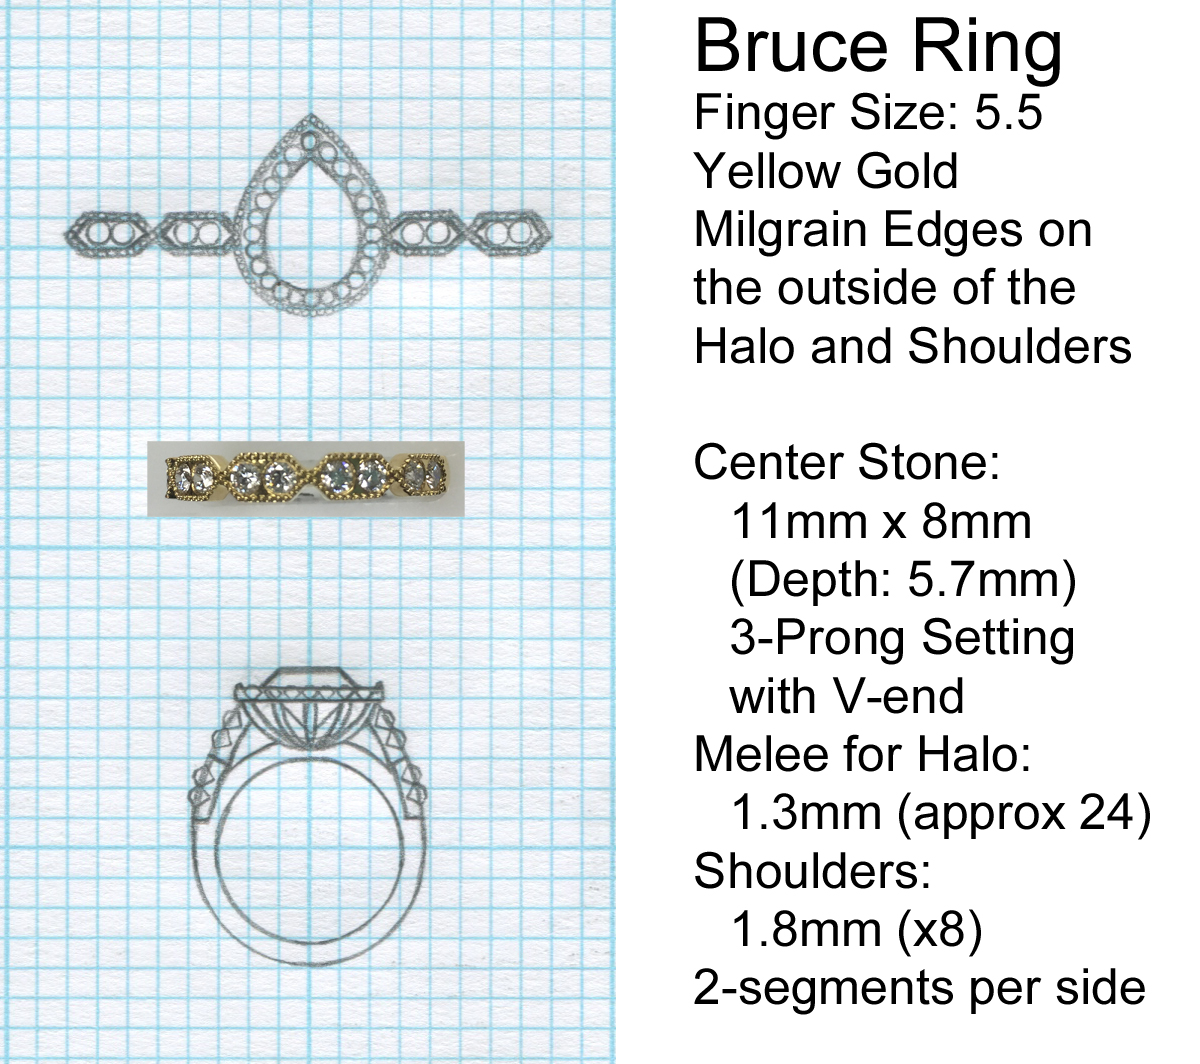 Bruce Ring
Finger Size: 5.5
Yellow Gold
Milgrain Edges on
the outside of the
Halo and Shoulders
Center Stone:
11mm x 8mm
(Depth: 5.7mm)
3-Prong Setting
with V-end
Melee for Halo:
1.3mm (approx 24)
Shoulders:
1.8mm (x8)
2-segments per side